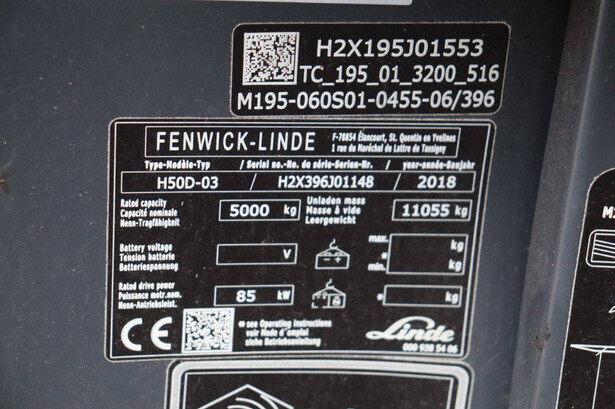 H2X195J01553
TC_195_01_3200_516
M195-060S01-0455-06/396
FENWICK-LINDE
F-78854 Élancourt, St. Quentin en Yvelines
1 rue du Maréchal de Lattre de Tassigny
Type-Modèle-Typ / Serial no.-No. de série-Serien-Nr. / year-année-Baujahr
H50D-03 / H2X396J01148 / 2018
Rated capacity
Capacité nominale
Nenn-Tragfähigkeit
5000 kg
Unladen mass
Masse à vide
Leergewicht
11055 kg
Battery voltage
Tension batterie
Batteriespannung
V
max.
*
min.
kg
kg
Rated drive power
Puissance motr.nom.
Nenn-Antriebsleist.
85 kW
* kg
CE
* see Operating instructions
voir Mode d'emploi
siehe Betriebsanleitung
Linde
000 938 54 06